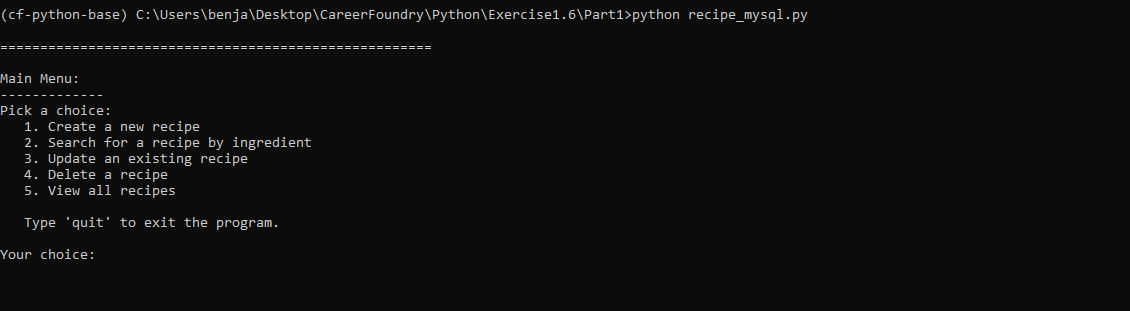 (cf-python-base) C:\Users\benja\Desktop\CareerFoundry\Python\Exercise1.6\Part1>python recipe_mysql.py
======================================================
Main Menu:
-------------
Pick a choice:
   1. Create a new recipe
   2. Search for a recipe by ingredient
   3. Update an existing recipe
   4. Delete a recipe
   5. View all recipes
   Type 'quit' to exit the program.
Your choice: